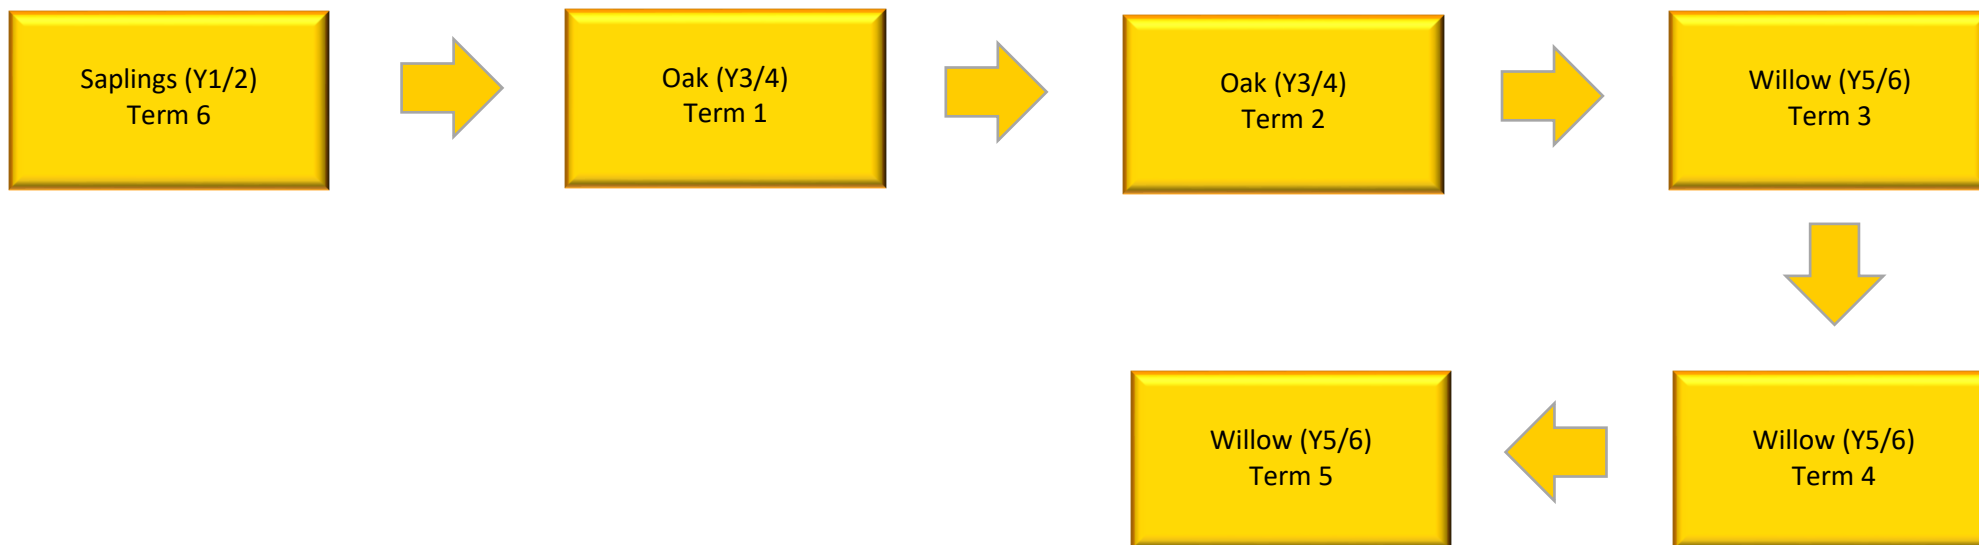 Saplings (Y1/2)
Term 6
Oak (Y3/4)
Term 1
Oak (Y3/4)
Term 2
Willow (Y5/6)
Term 3
Willow (Y5/6)
Term 4
Willow (Y5/6)
Term 5